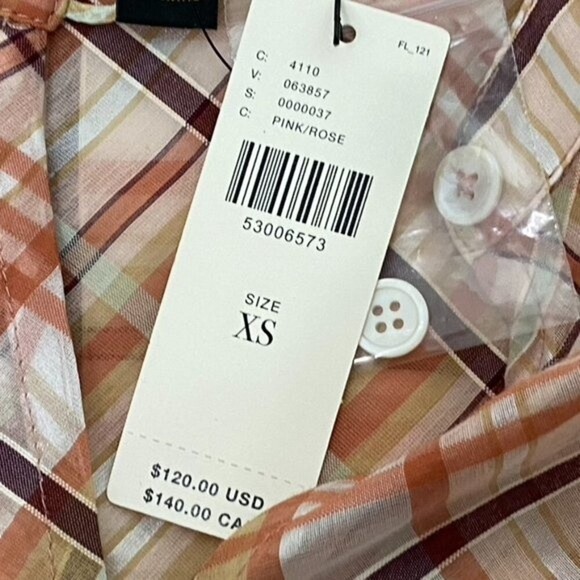 FL_121
C: 4110
V: 063857
S: 0000037
C: PINK/ROSE
53006573
SIZE
XS
$120.00 USD
$140.00 CA